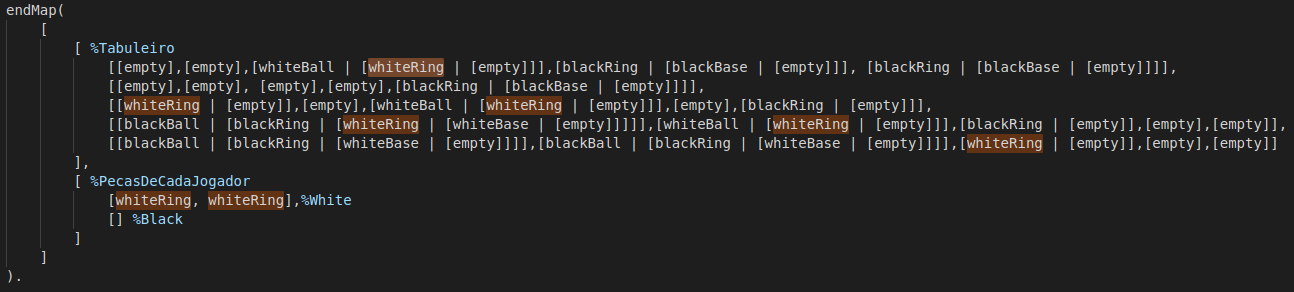 endMap(
    [
        [ %Tabuleiro
            [[empty],[empty],[whiteBall | [whiteRing | [empty]]],[blackRing | [blackBase | [empty]]], [blackRing | [blackBase | [empty]]]],
            [[empty],[empty], [empty],[empty],[blackRing | [blackBase | [empty]]]],
            [[whiteRing | [empty]],[empty],[whiteBall | [whiteRing | [empty]]],[empty],[blackRing | [empty]]],
            [[blackBall | [blackRing | [whiteRing | [whiteBase | [empty]]]]],[whiteBall | [whiteRing | [empty]]],[blackRing | [empty]],[empty],[empty]],
            [[blackBall | [blackRing | [whiteBase | [empty]]]],[blackBall | [blackRing | [whiteBase | [empty]]]],[whiteRing | [empty]],[empty],[empty]]
        ],
        [ %PecasDeCadaJogador
            [whiteRing, whiteRing],%White
            [] %Black
        ]
    ]
).